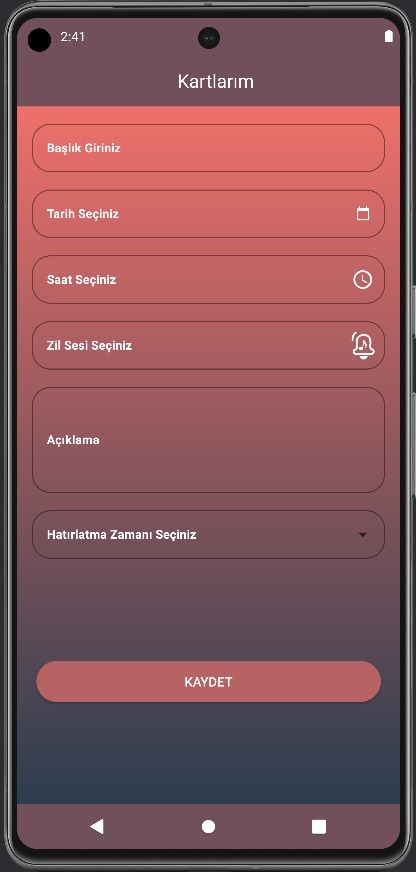 2:41
Kartlarım
Başlık Giriniz
Tarih Seçiniz
Saat Seçiniz
Zil Sesi Seçiniz
Açıklama
Hatırlatma Zamanı Seçiniz
KAYDET